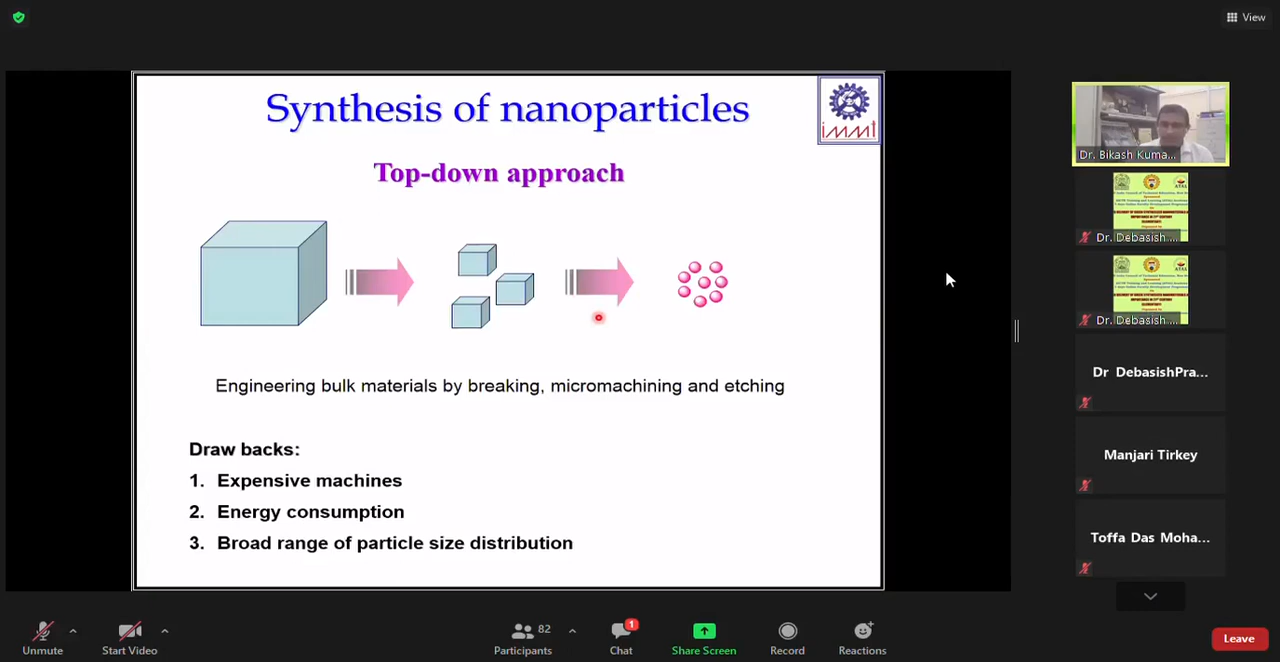 View
Synthesis of nanoparticles
immt
Top-down approach
Engineering bulk materials by breaking, micromachining and etching
Draw backs:
1. Expensive machines
2. Energy consumption
3. Broad range of particle size distribution
Dr. Bikash Kuma...
Dr. Debasish ...
Dr. Debasish ...
Dr DebasishPra...
Manjari Tirkey
Toffa Das Moha...
Unmute
Start Video
82
Participants
1
Chat
Share Screen
Record
Reactions
Leave